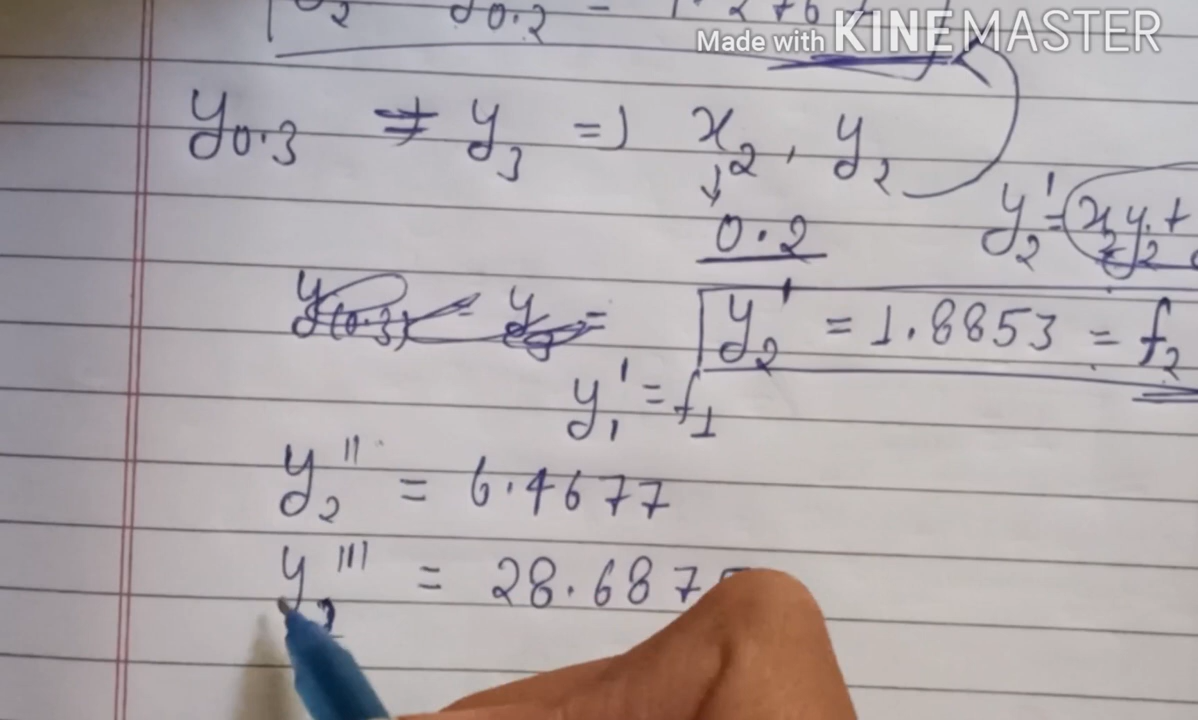 Made with KINEMASTER
y0.3 = y3 => x2, y2
↓
0.2
y2' =
y2' = 1.8853 = f2
y1' = f1
y2'' = 6.4677
y2''' = 28.687